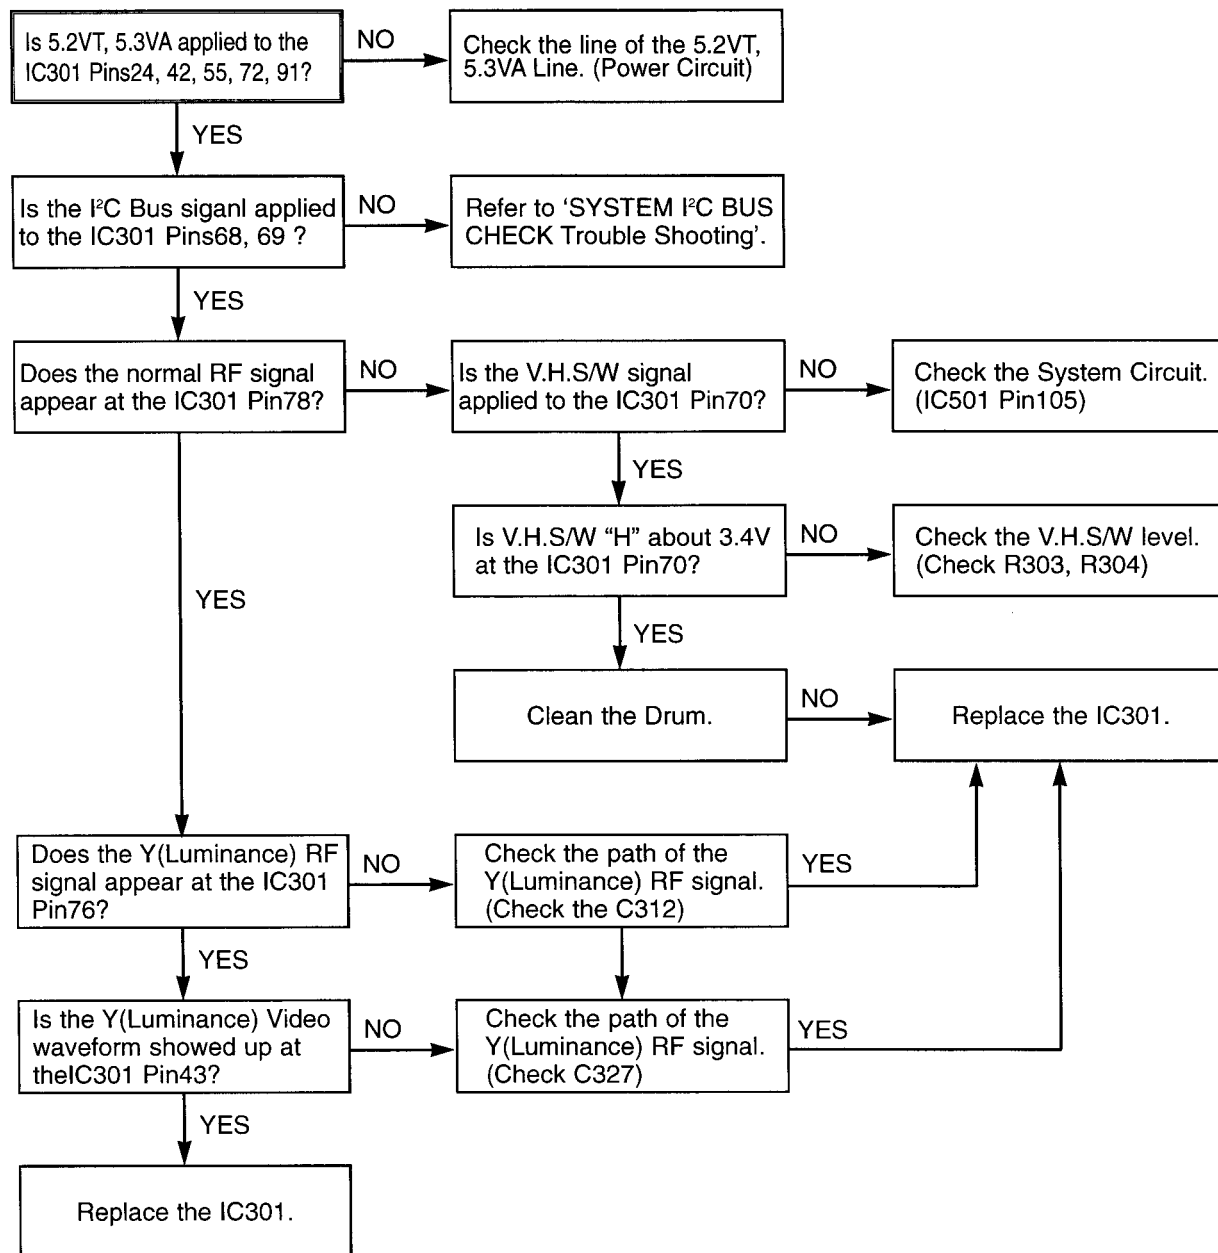 Is 5.2VT, 5.3VA applied to the
IC301 Pins24, 42, 55, 72, 91?
NO
Check the line of the 5.2VT,
5.3VA Line. (Power Circuit)
YES
Is the I²C Bus siganl applied
to the IC301 Pins68, 69 ?
NO
Refer to ‘SYSTEM I²C BUS
CHECK Trouble Shooting’.
YES
Does the normal RF signal
appear at the IC301 Pin78?
NO
Is the V.H.S/W signal
applied to the IC301 Pin70?
NO
Check the System Circuit.
(IC501 Pin105)
YES
Is V.H.S/W “H” about 3.4V
at the IC301 Pin70?
NO
Check the V.H.S/W level.
(Check R303, R304)
YES
YES
Clean the Drum.
NO
Replace the IC301.
Does the Y(Luminance) RF
signal appear at the IC301
Pin76?
NO
Check the path of the
Y(Luminance) RF signal.
(Check the C312)
YES
YES
Is the Y(Luminance) Video
waveform showed up at
theIC301 Pin43?
NO
Check the path of the
Y(Luminance) RF signal.
(Check C327)
YES
YES
Replace the IC301.